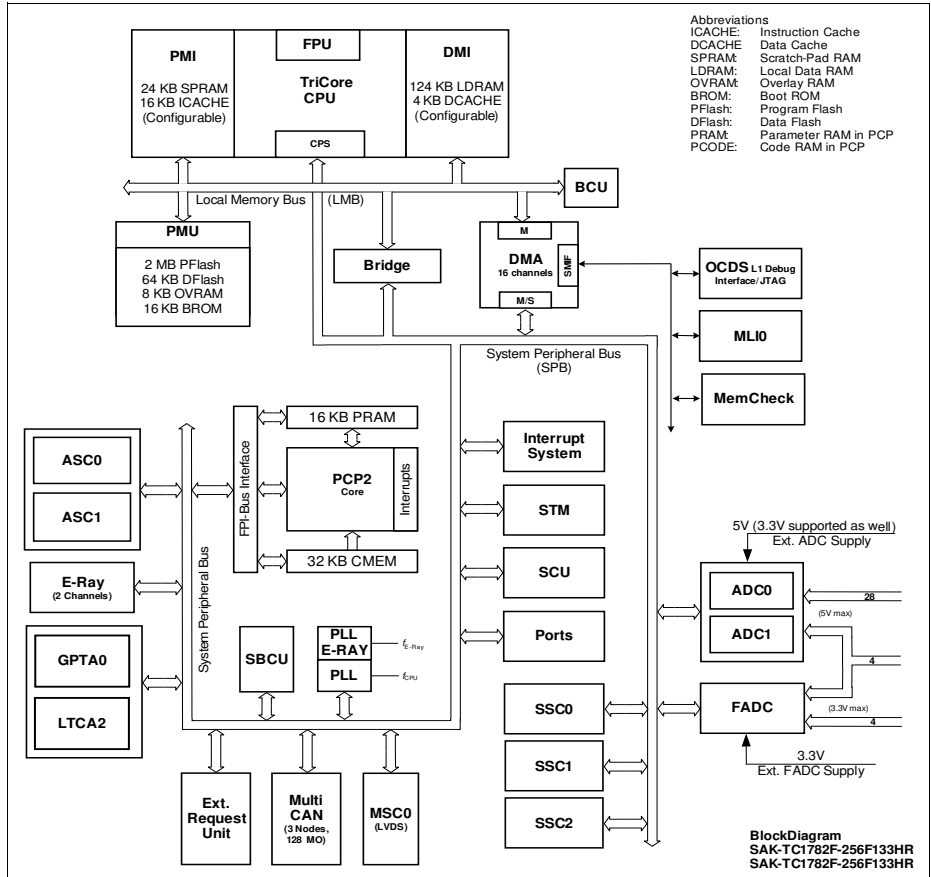 Abbreviations
ICACHE: Instruction Cache
DCACHE Data Cache
SPRAM: Scratch-Pad RAM
LDRAM: Local Data RAM
OVRAM: Overlay RAM
BROM: Boot ROM
PFlash: Program Flash
DFlash: Data Flash
PRAM: Parameter RAM in PCP
PCODE: Code RAM in PCP
PMI
24 KB SPRAM
16 KB ICACHE
(Configurable)
FPU
TriCore
CPU
CPS
DMI
124 KB LDRAM
4 KB DCACHE
(Configurable)
BCU
Local Memory Bus (LMB)
PMU
2 MB PFlash
64 KB DFlash
8 KB OVRAM
16 KB BROM
Bridge
M
DMA
16 channels
SMIF
M/S
OCDS L1 Debug
Interface/JTAG
MLI0
MemCheck
System Peripheral Bus
(SPB)
ASC0
ASC1
E-Ray
(2 Channels)
GPTA0
LTCA2
System Peripheral Bus
FPI-Bus Interface
16 KB PRAM
PCP2
Core
Interrupts
32 KB CMEM
SBCU
PLL
E-RAY
PLL
fE-Ray
fCPU
Interrupt
System
STM
SCU
Ports
SSC0
SSC1
SSC2
5V (3.3V supported as well)
Ext. ADC Supply
ADC0
ADC1
28
(5V max)
4
FADC
(3.3V max)
4
3.3V
Ext. FADC Supply
Ext.
Request
Unit
Multi
CAN
(3 Nodes,
128 MO)
MSC0
(LVDS)
BlockDiagram
SAK-TC1782F-256F133HR
SAK-TC1782F-256F133HR